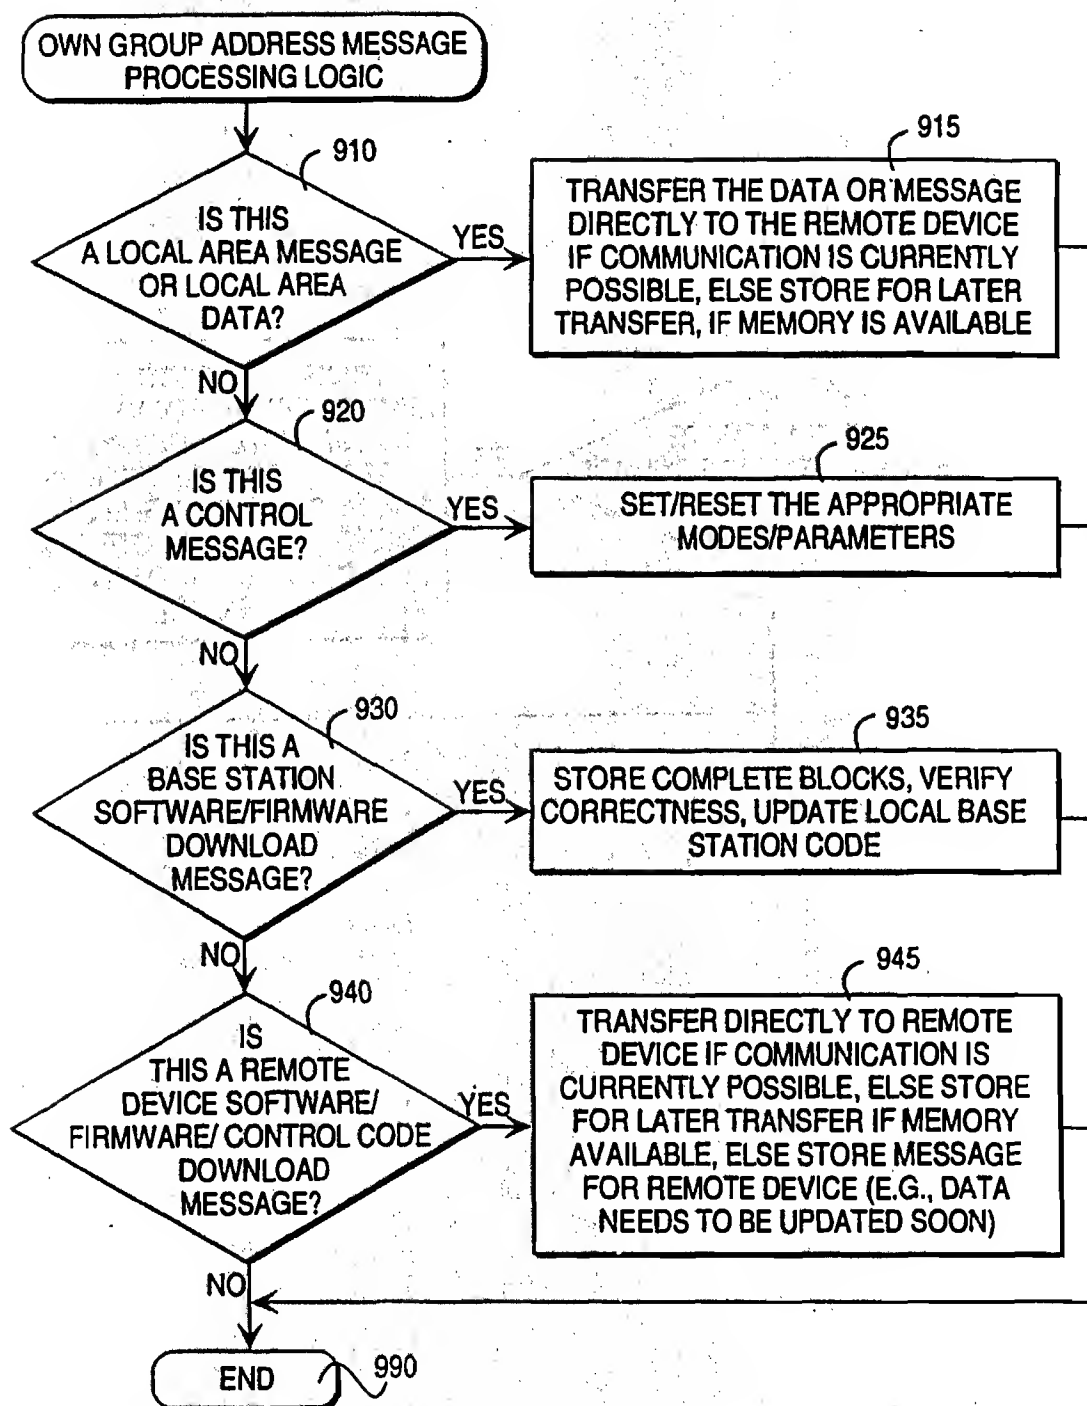 OWN GROUP ADDRESS MESSAGE
PROCESSING LOGIC
910
IS THIS
A LOCAL AREA MESSAGE
OR LOCAL AREA
DATA?
YES
915
TRANSFER THE DATA OR MESSAGE
DIRECTLY TO THE REMOTE DEVICE
IF COMMUNICATION IS CURRENTLY
POSSIBLE, ELSE STORE FOR LATER
TRANSFER, IF MEMORY IS AVAILABLE
NO
920
IS THIS
A CONTROL
MESSAGE?
YES
925
SET/RESET THE APPROPRIATE
MODES/PARAMETERS
NO
930
IS THIS A
BASE STATION
SOFTWARE/FIRMWARE
DOWNLOAD
MESSAGE?
YES
935
STORE COMPLETE BLOCKS, VERIFY
CORRECTNESS, UPDATE LOCAL BASE
STATION CODE
NO
940
IS
THIS A REMOTE
DEVICE SOFTWARE/
FIRMWARE/ CONTROL CODE
DOWNLOAD
MESSAGE?
YES
945
TRANSFER DIRECTLY TO REMOTE
DEVICE IF COMMUNICATION IS
CURRENTLY POSSIBLE, ELSE STORE
FOR LATER TRANSFER IF MEMORY
AVAILABLE, ELSE STORE MESSAGE
FOR REMOTE DEVICE (E.G., DATA
NEEDS TO BE UPDATED SOON)
NO
END
990